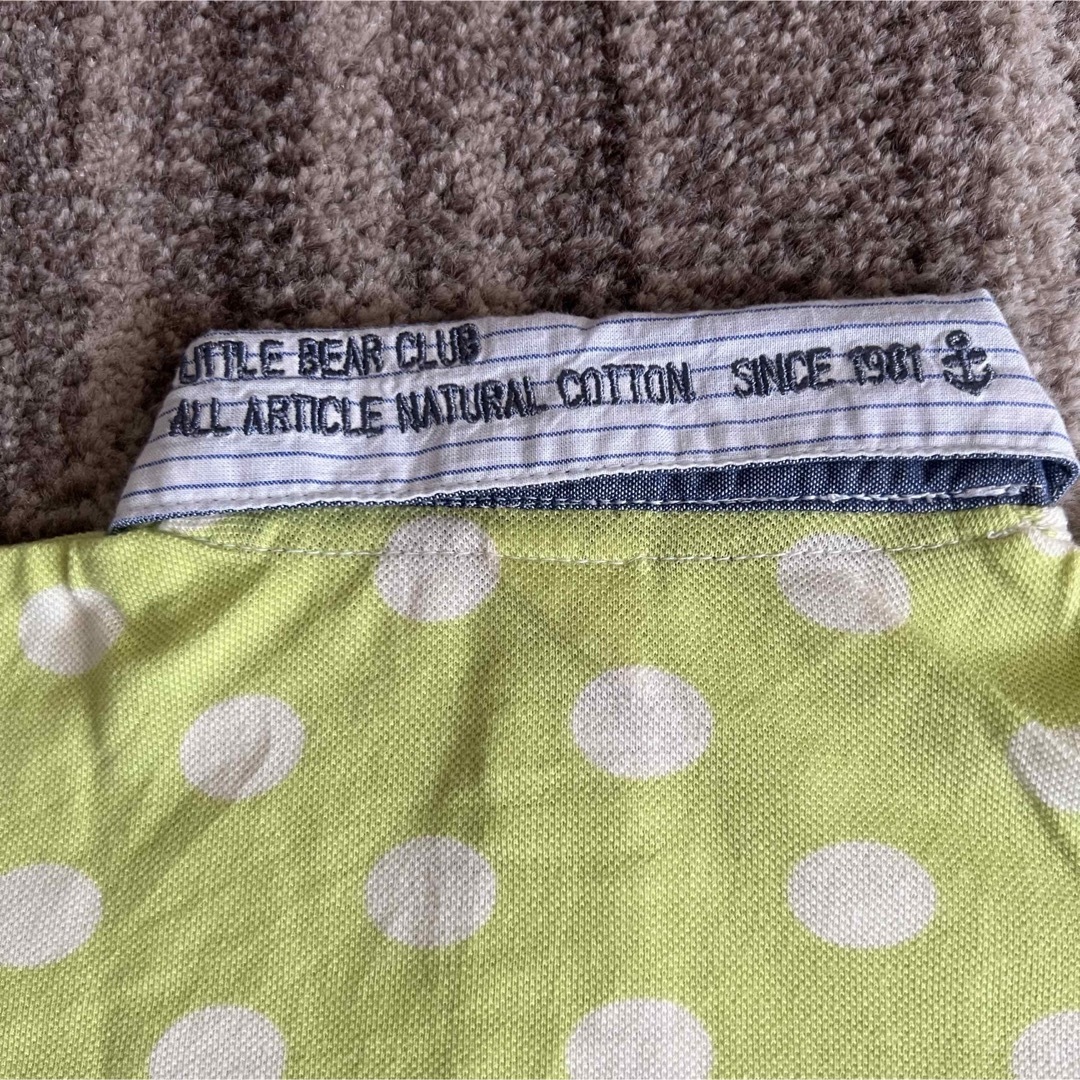 LITTLE BEAR CLUB
ALL ARTICLE NATURAL COTTON SINCE 1981